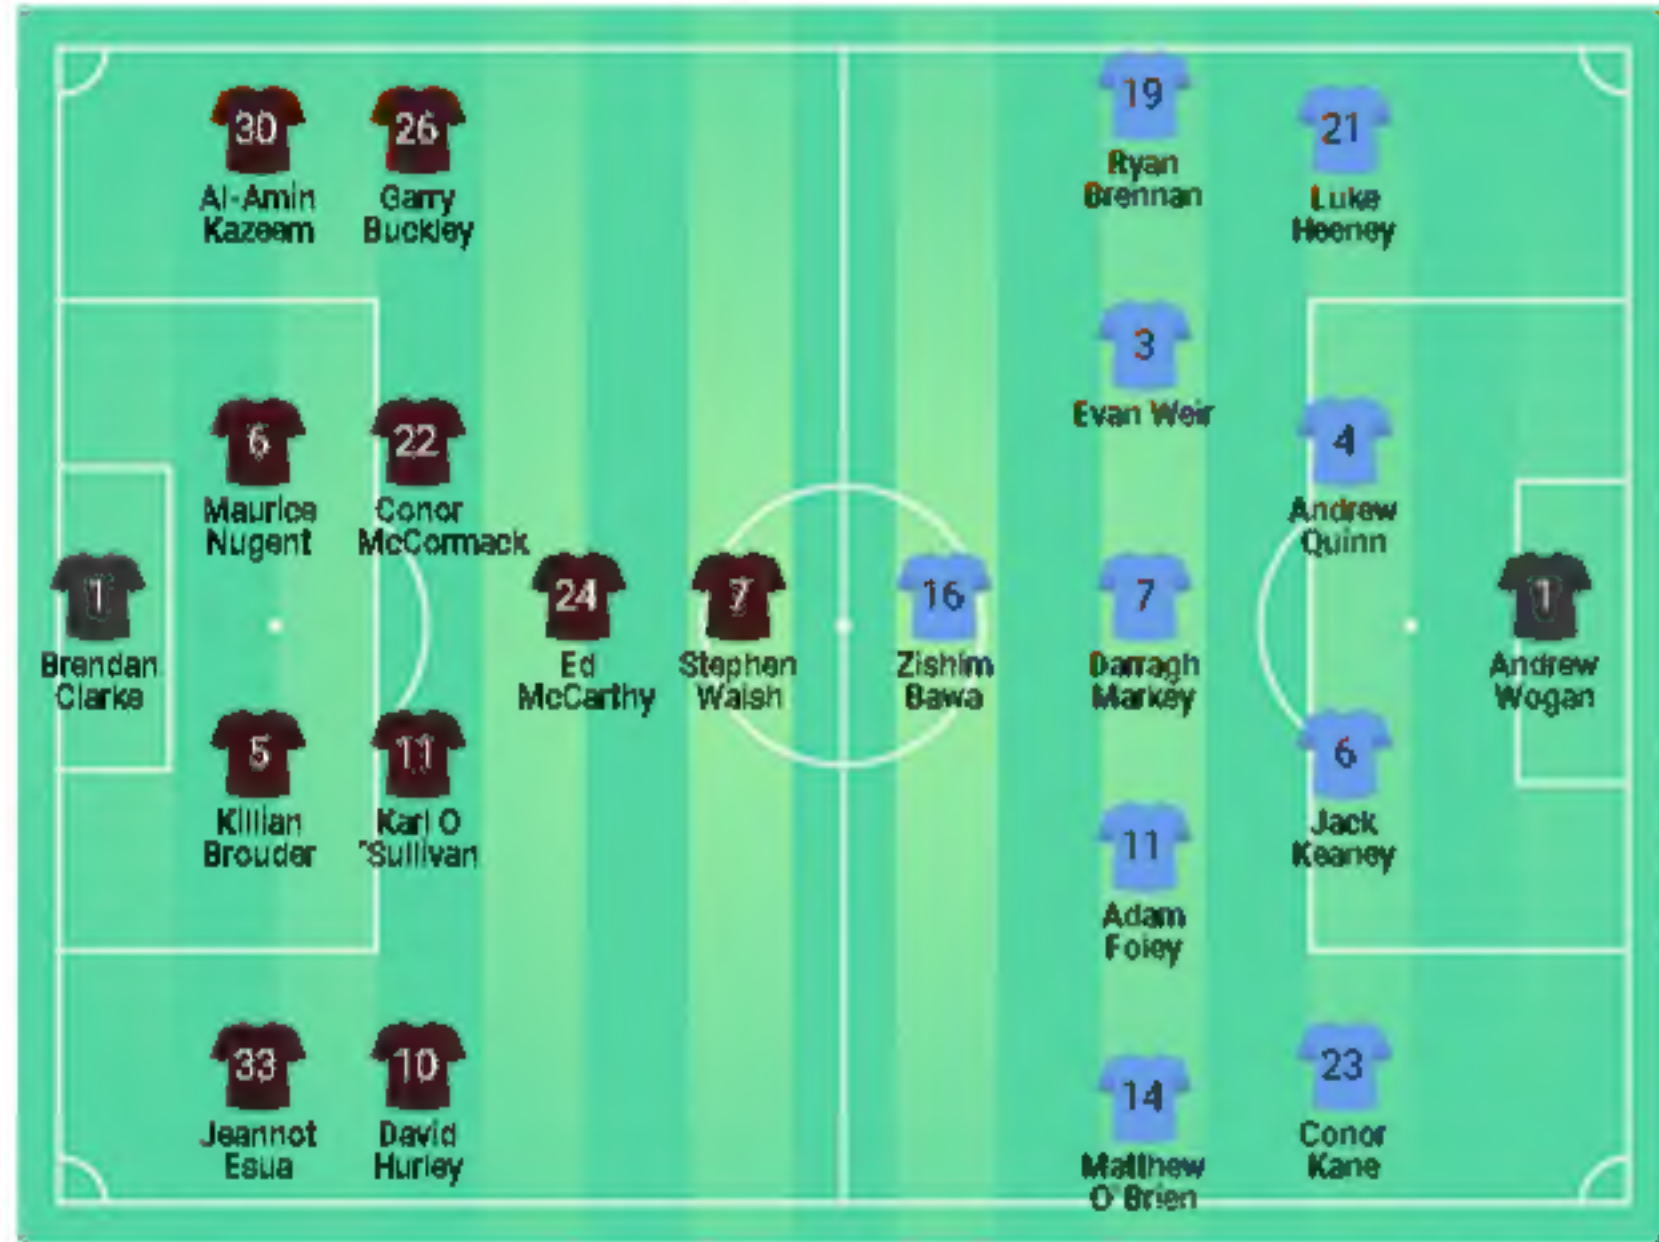 30
Al-Amin
Kazeem
26
Garry
Buckley
19
Ryan
Brennan
21
Luke
Heeney
6
Maurice
Nugent
22
Conor
McCormack
3
Evan Weir
4
Andrew
Quinn
1
Brendan
Clarke
24
Ed
McCarthy
7
Stephen
Walsh
16
Zishim
Bawa
7
Darragh
Markey
1
Andrew
Wogan
5
Killian
Brouder
11
Karl O
'Sullivan
11
Adam
Foley
6
Jack
Keaney
33
Jeannot
Esua
10
David
Hurley
14
Matthew
O'Brien
23
Conor
Kane